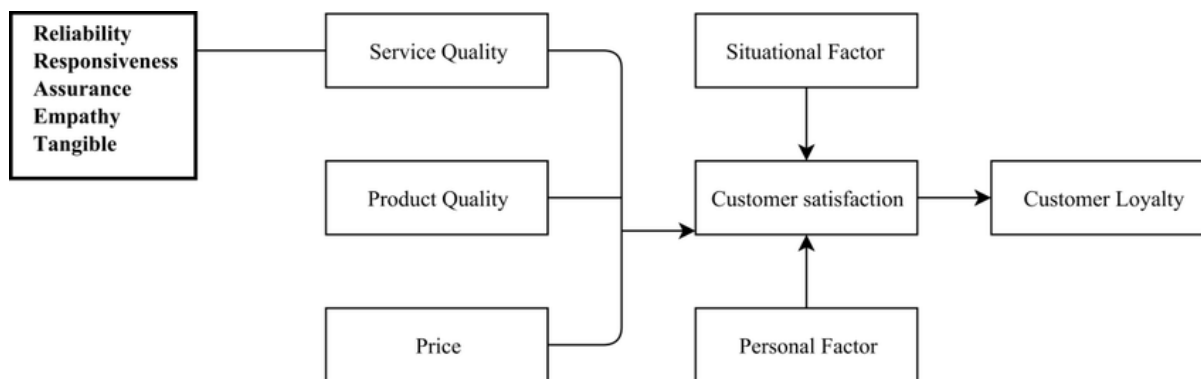 Reliability
Responsiveness
Assurance
Empathy
Tangible
Service Quality
Situational Factor
Product Quality
Customer satisfaction
Customer Loyalty
Price
Personal Factor